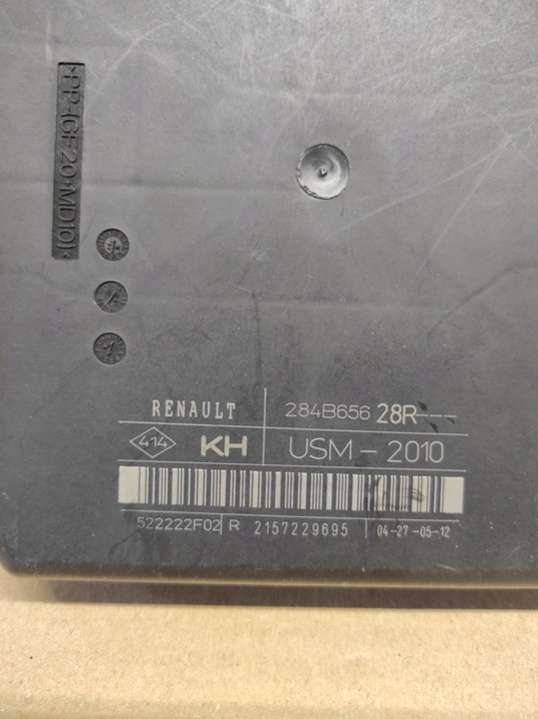 >PP-(GF20+MD10)<
RENAULT 284B656 28R---
414 KH USM - 2010
522222F02 R 2157229695 04-27-05-12